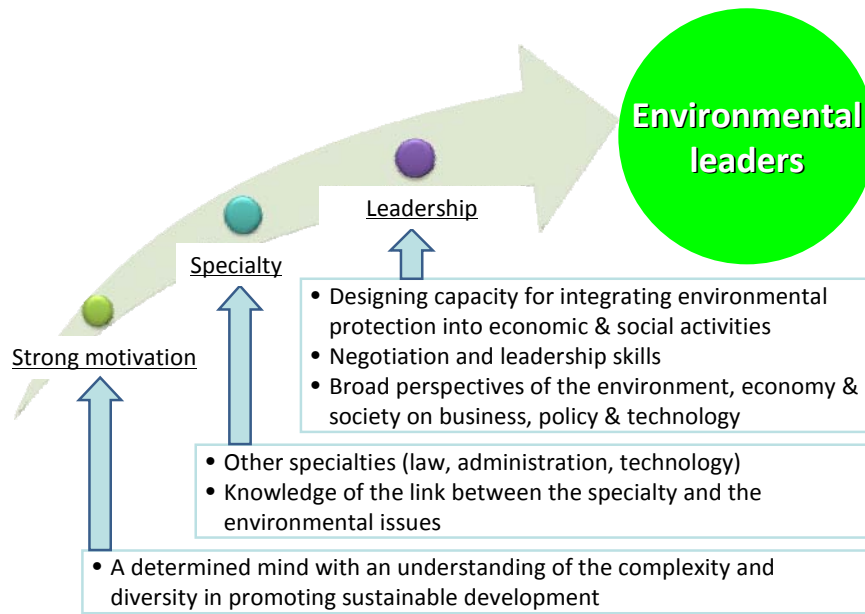 Environmental
leaders
Leadership
Specialty
Strong motivation
• Designing capacity for integrating environmental
protection into economic & social activities
• Negotiation and leadership skills
• Broad perspectives of the environment, economy &
society on business, policy & technology
• Other specialties (law, administration, technology)
• Knowledge of the link between the specialty and the
environmental issues
• A determined mind with an understanding of the complexity and
diversity in promoting sustainable development